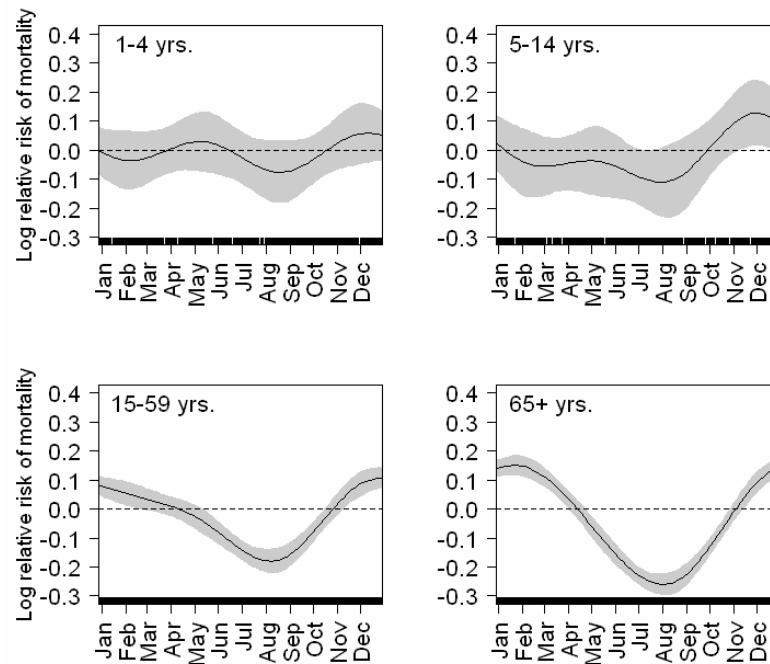 Log relative risk of mortality
0.4
0.3
0.2
0.1
0.0
-0.1
-0.2
-0.3
1-4 yrs.
Jan
Feb
Mar
Apr
May
Jun
Jul
Aug
Sep
Oct
Nov
Dec
0.4
0.3
0.2
0.1
0.0
-0.1
-0.2
-0.3
5-14 yrs.
Jan
Feb
Mar
Apr
May
Jun
Jul
Aug
Sep
Oct
Nov
Dec
Log relative risk of mortality
0.4
0.3
0.2
0.1
0.0
-0.1
-0.2
-0.3
15-59 yrs.
Jan
Feb
Mar
Apr
May
Jun
Jul
Aug
Sep
Oct
Nov
Dec
0.4
0.3
0.2
0.1
0.0
-0.1
-0.2
-0.3
65+ yrs.
Jan
Feb
Mar
Apr
May
Jun
Jul
Aug
Sep
Oct
Nov
Dec